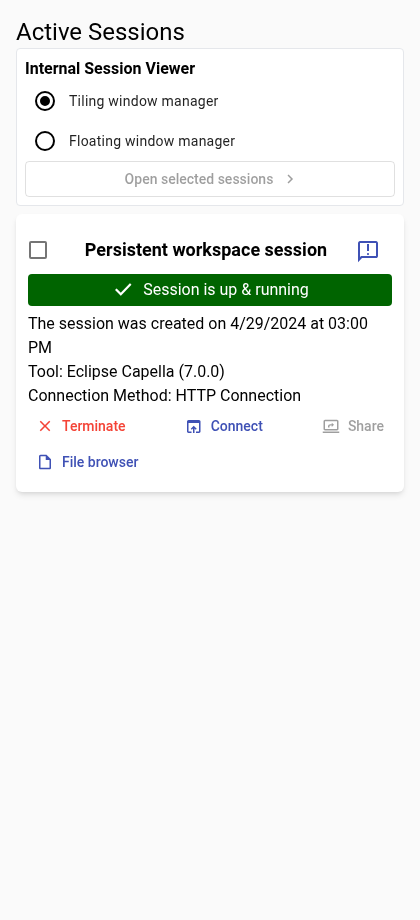 Active Sessions
Internal Session Viewer
Tiling window manager
Floating window manager
Open selected sessions
Persistent workspace session
Session is up & running
The session was created on 4/29/2024 at 03:00
PM
Tool: Eclipse Capella (7.0.0)
Connection Method: HTTP Connection
Terminate Connect Share
File browser